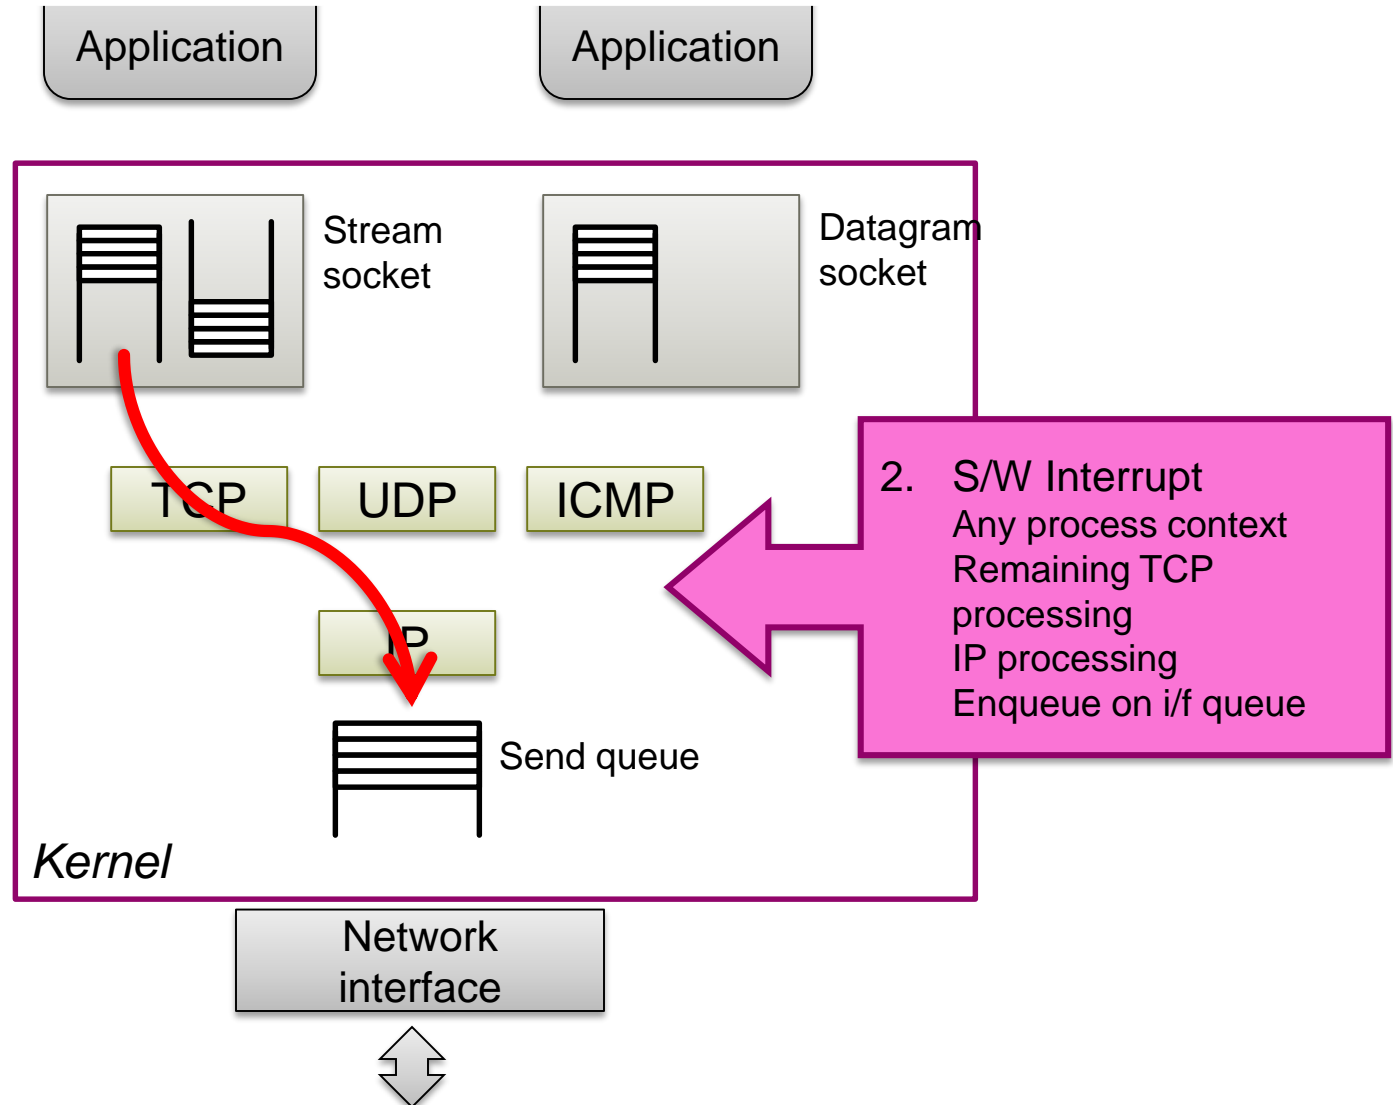 Application
Application
Stream
socket
Datagram
socket
TCP
UDP
ICMP
2. S/W Interrupt
Any process context
Remaining TCP
processing
IP processing
Enqueue on i/f queue
IP
Send queue
Kernel
Network
interface